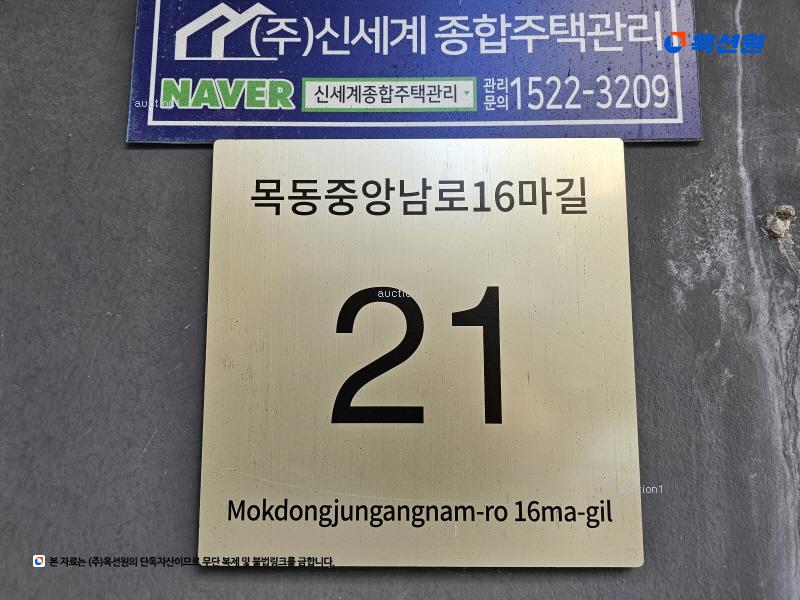 (주)신세계 종합주택관리
옥션원
auction1
NAVER 신세계종합주택관리 관리문의 1522-3209
목동중앙남로16마길
auction1
21
auction1
Mokdongjungangnam-ro 16ma-gil
본 자료는 (주)옥션원의 단독자산이므로 무단 복제 및 불법링크를 금합니다.